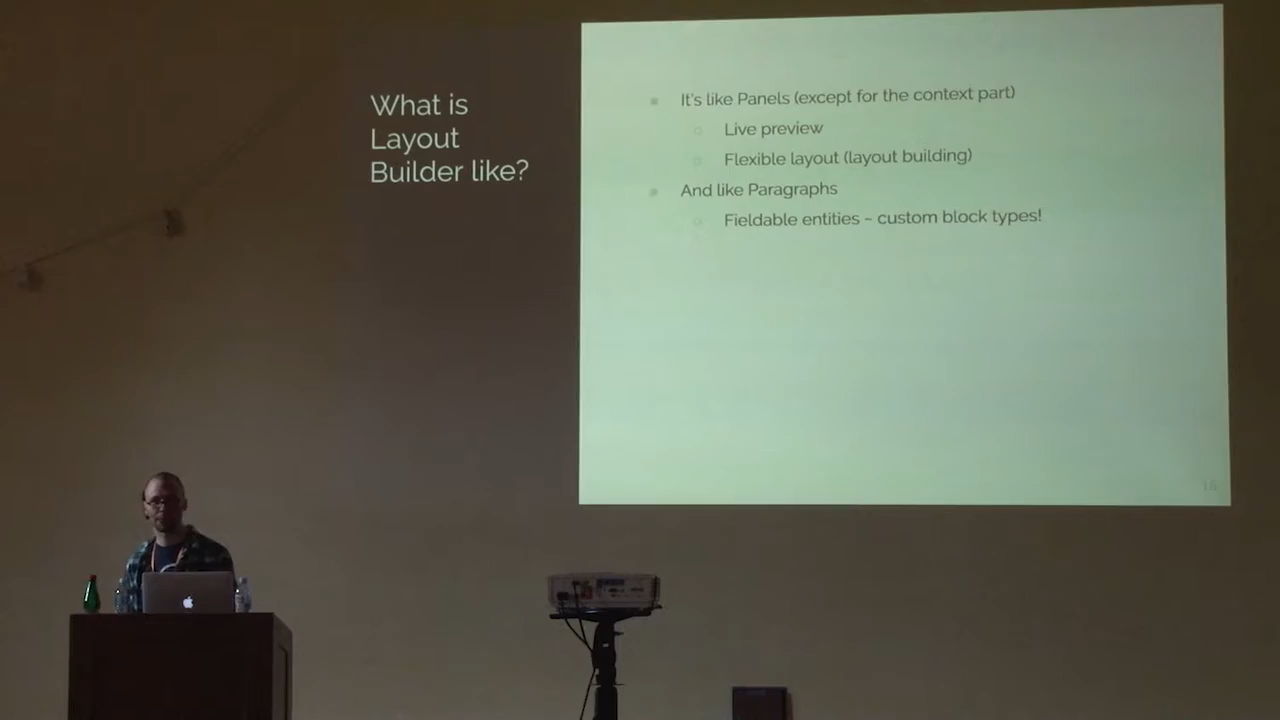 What is
Layout
Builder like?
It's like Panels (except for the context part)
Live preview
Flexible layout (layout building)
And like Paragraphs
Fieldable entities ~ custom block types!